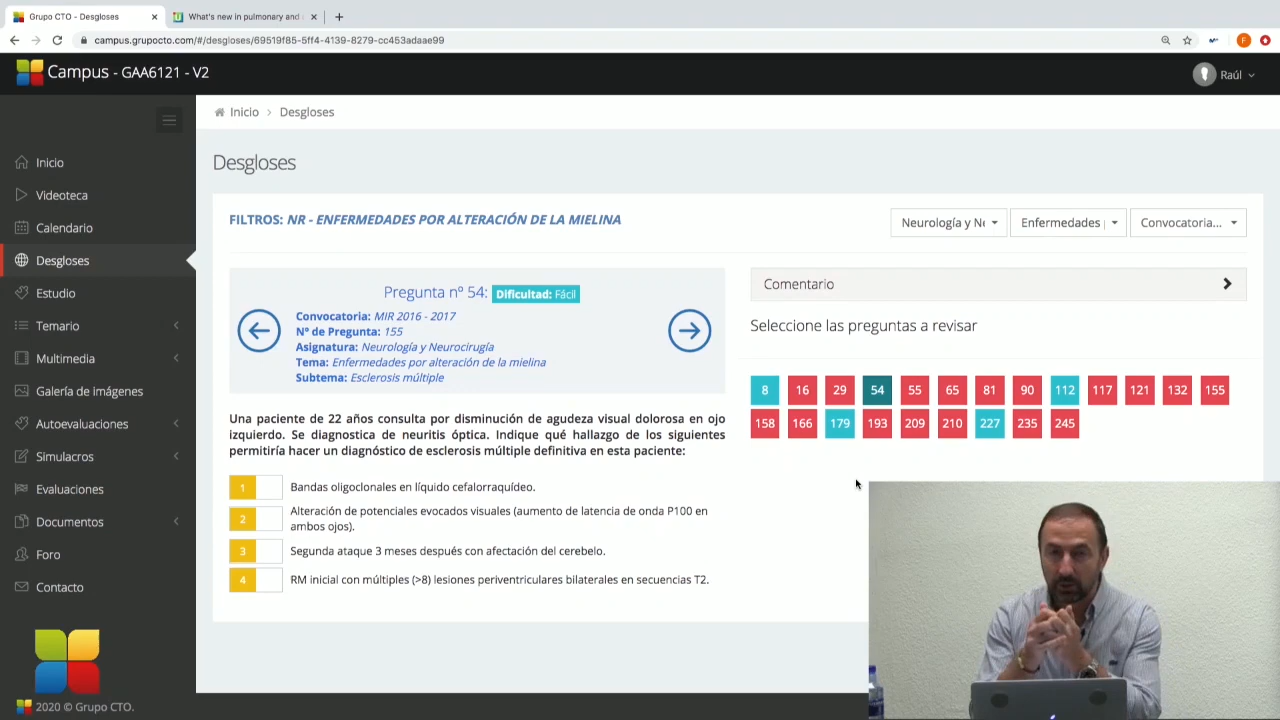 Grupo CTO - Desgloses
What's new in pulmonary and
campus.grupocto.com/#/desgloses/69519f85-5ff4-4139-8279-cc453adaae99
F
Campus - GAA6121 - V2
Raúl
Inicio
Videoteca
Calendario
Desgloses
Estudio
Temario
Multimedia
Galería de imágenes
Autoevaluaciones
Simulacros
Evaluaciones
Documentos
Foro
Contacto
2020 © Grupo CTO.
Inicio > Desgloses
Desgloses
FILTROS: NR - ENFERMEDADES POR ALTERACIÓN DE LA MIELINA
Enfermedades
Convocatoria...
Pregunta nº 54: Dificultad: Fácil
Convocatoria: MIR 2016 - 2017
Nº de Pregunta: 155
Asignatura: Neurología y Neurocirugía
Tema: Enfermedades por alteración de la mielina
Subtema: Esclerosis múltiple
Una paciente de 22 años consulta por disminución de agudeza visual dolorosa en ojo
izquierdo. Se diagnostica de neuritis óptica. Indique qué hallazgo de los siguientes
permitiría hacer un diagnóstico de esclerosis múltiple definitiva en esta paciente:
1 Bandas oligoclonales en líquido cefalorraquídeo.
2 Alteración de potenciales evocados visuales (aumento de latencia de onda P100 en
ambos ojos).
3 Segunda ataque 3 meses después con afectación del cerebelo.
4 RM inicial con múltiples (>8) lesiones periventriculares bilaterales en secuencias T2.
Comentario
Seleccione las preguntas a revisar
8 16 29 54 55 65 81 90 112 117 121 132 155
158 166 179 193 209 210 227 235 245